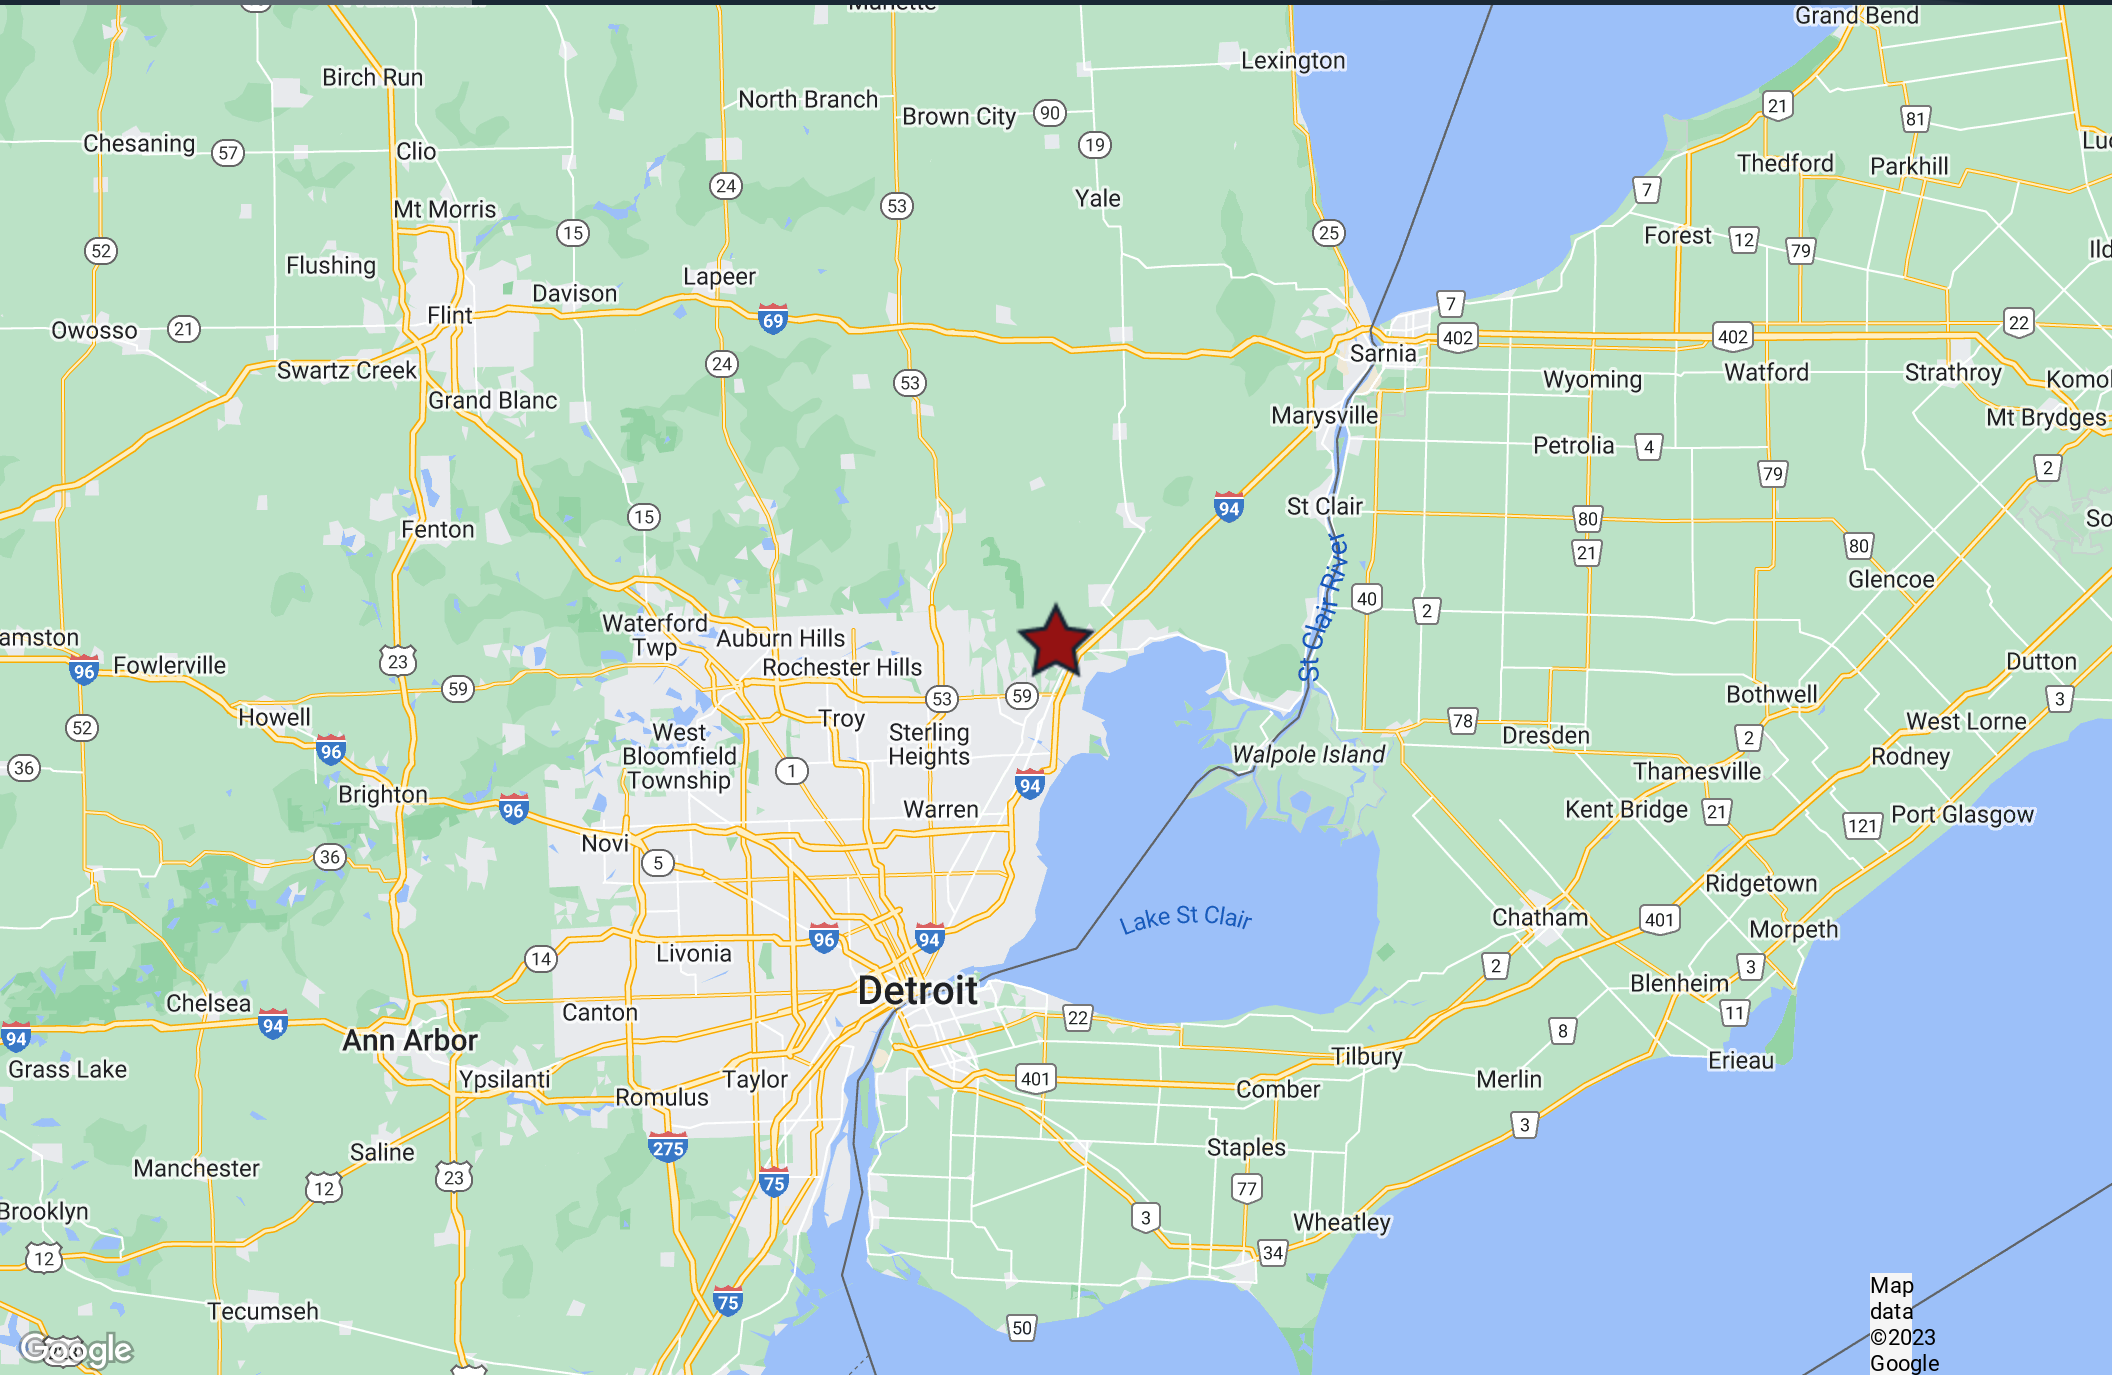 Marlette
Grand Bend
Lexington
Birch Run
North Branch
Brown City
90
21
81
Chesaning
57
Clio
19
Luc
Thedford
Parkhill
24
Yale
7
Mt Morris
53
15
25
Forest
12
79
52
Ild
Flushing
Lapeer
Davison
7
Flint
69
Owosso
21
402
402
22
Sarnia
Swartz Creek
24
53
Wyoming
Watford
Strathroy
Komok
Grand Blanc
Marysville
Mt Brydges
Petrolia
4
79
2
94
St Clair
15
80
So
Fenton
21
80
St Clair River
Glencoe
40
2
Waterford
Twp
Auburn Hills
amston
96
Fowlerville
23
Rochester Hills
Dutton
59
53
59
Bothwell
3
Howell
52
Troy
78
West Lorne
West
Bloomfield
Township
Sterling
Heights
Dresden
2
96
Walpole Island
Rodney
36
1
Thamesville
94
Brighton
96
Warren
Kent Bridge
21
121
Port Glasgow
Novi
36
5
Ridgetown
Lake St Clair
Chatham
401
Morpeth
96
94
14
Livonia
2
3
Blenheim
Detroit
Chelsea
Canton
22
11
94
94
8
Ann Arbor
Tilbury
Erieau
Grass Lake
Ypsilanti
Taylor
401
Comber
Merlin
Romulus
3
Saline
275
Staples
Manchester
12
23
75
77
Brooklyn
3
Wheatley
12
34
75
Tecumseh
50
Map
data
©2023
Google
Google